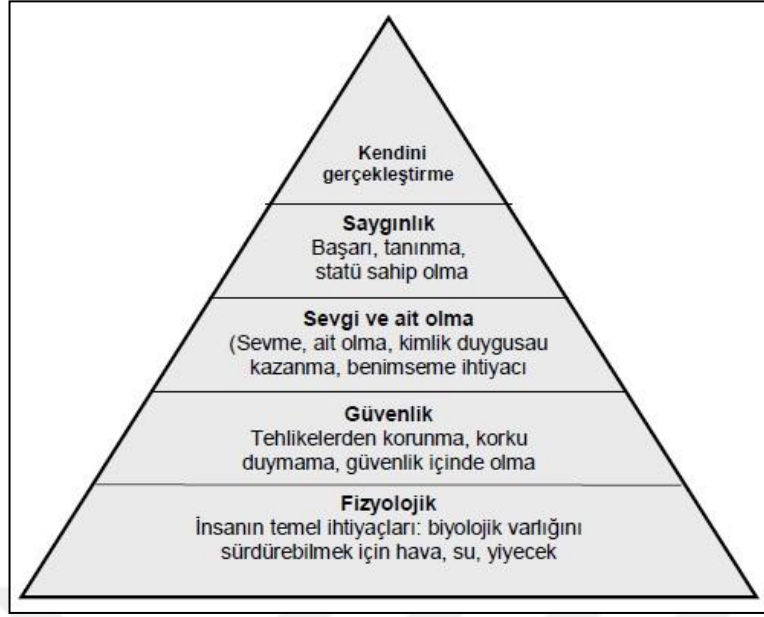 Kendini
gerçekleştirme
Saygınlık
Başarı, tanınma,
statü sahip olma
Sevgi ve ait olma
(Sevme, ait olma, kimlik duygusau
kazanma, benimseme ihtiyacı
Güvenlik
Tehlikelerden korunma, korku
duymama, güvenlik içinde olma
Fizyolojik
İnsanın temel ihtiyaçları: biyolojik varlığını
sürdürebilmek için hava, su, yiyecek